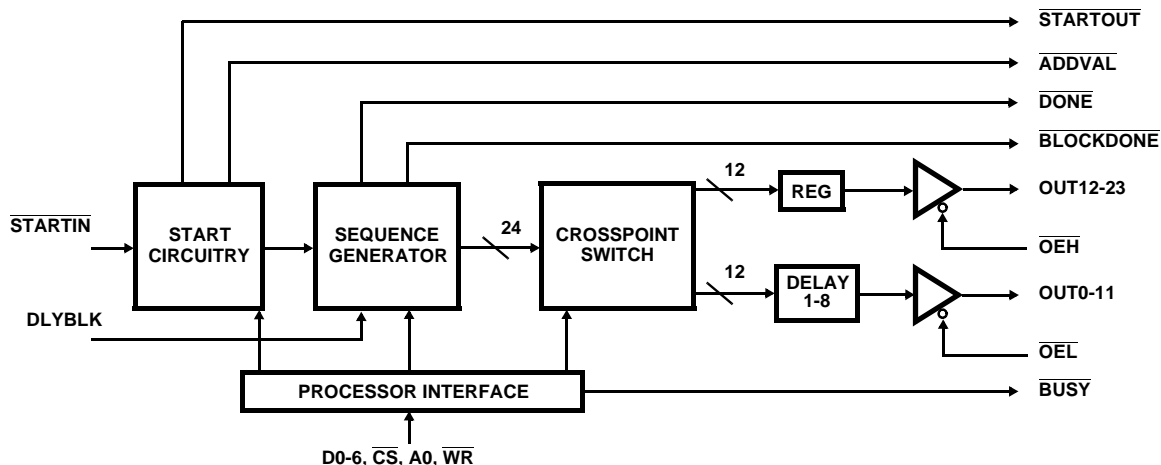 STARTOUT
ADDVAL
DONE
BLOCKDONE
12
REG
OUT12-23
STARTIN
START
CIRCUITRY
SEQUENCE
GENERATOR
24
CROSSPOINT
SWITCH
OEH
12
DELAY
1-8
OUT0-11
DLYBLK
OEL
PROCESSOR INTERFACE
BUSY
D0-6, CS, A0, WR